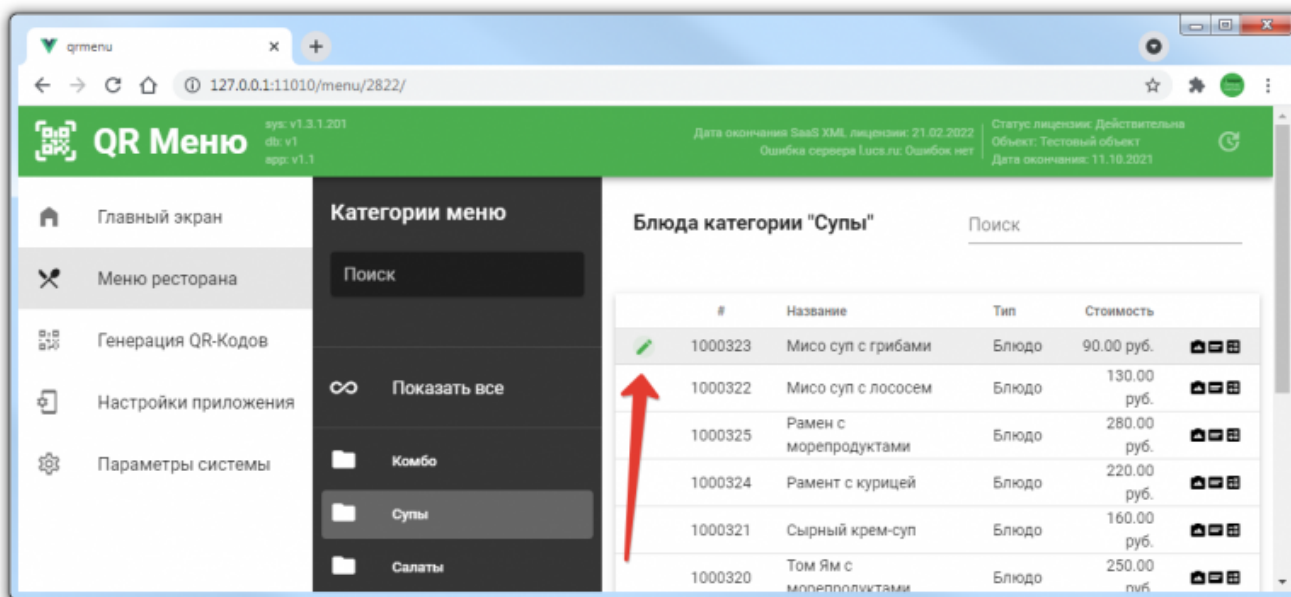 qrmenu
127.0.0.1:11010/menu/2822/
QR Меню
sys: v1.3.1.201
db: v1
app: v1.1
Дата окончания SaaS XML лицензии: 21.02.2022
Ошибка сервера l.ucs.ru: Ошибок нет
Статус лицензии: Действительна
Объект: Тестовый объект
Дата окончания: 11.10.2021
Главный экран
Меню ресторана
Генерация QR-Кодов
Настройки приложения
Параметры системы
Категории меню
Поиск
Показать все
Комбо
Супы
Салаты
Блюда категории "Супы"
Поиск
# Название Тип Стоимость
1000323 Мисо суп с грибами Блюдо 90.00 руб.
1000322 Мисо суп с лососем Блюдо 130.00
руб.
1000325 Рамен с Блюдо 280.00
морепродуктами руб.
1000324 Рамент с курицей Блюдо 220.00
руб.
1000321 Сырный крем-суп Блюдо 160.00
руб.
1000320 Том Ям с Блюдо 250.00
морепродуктами руб.